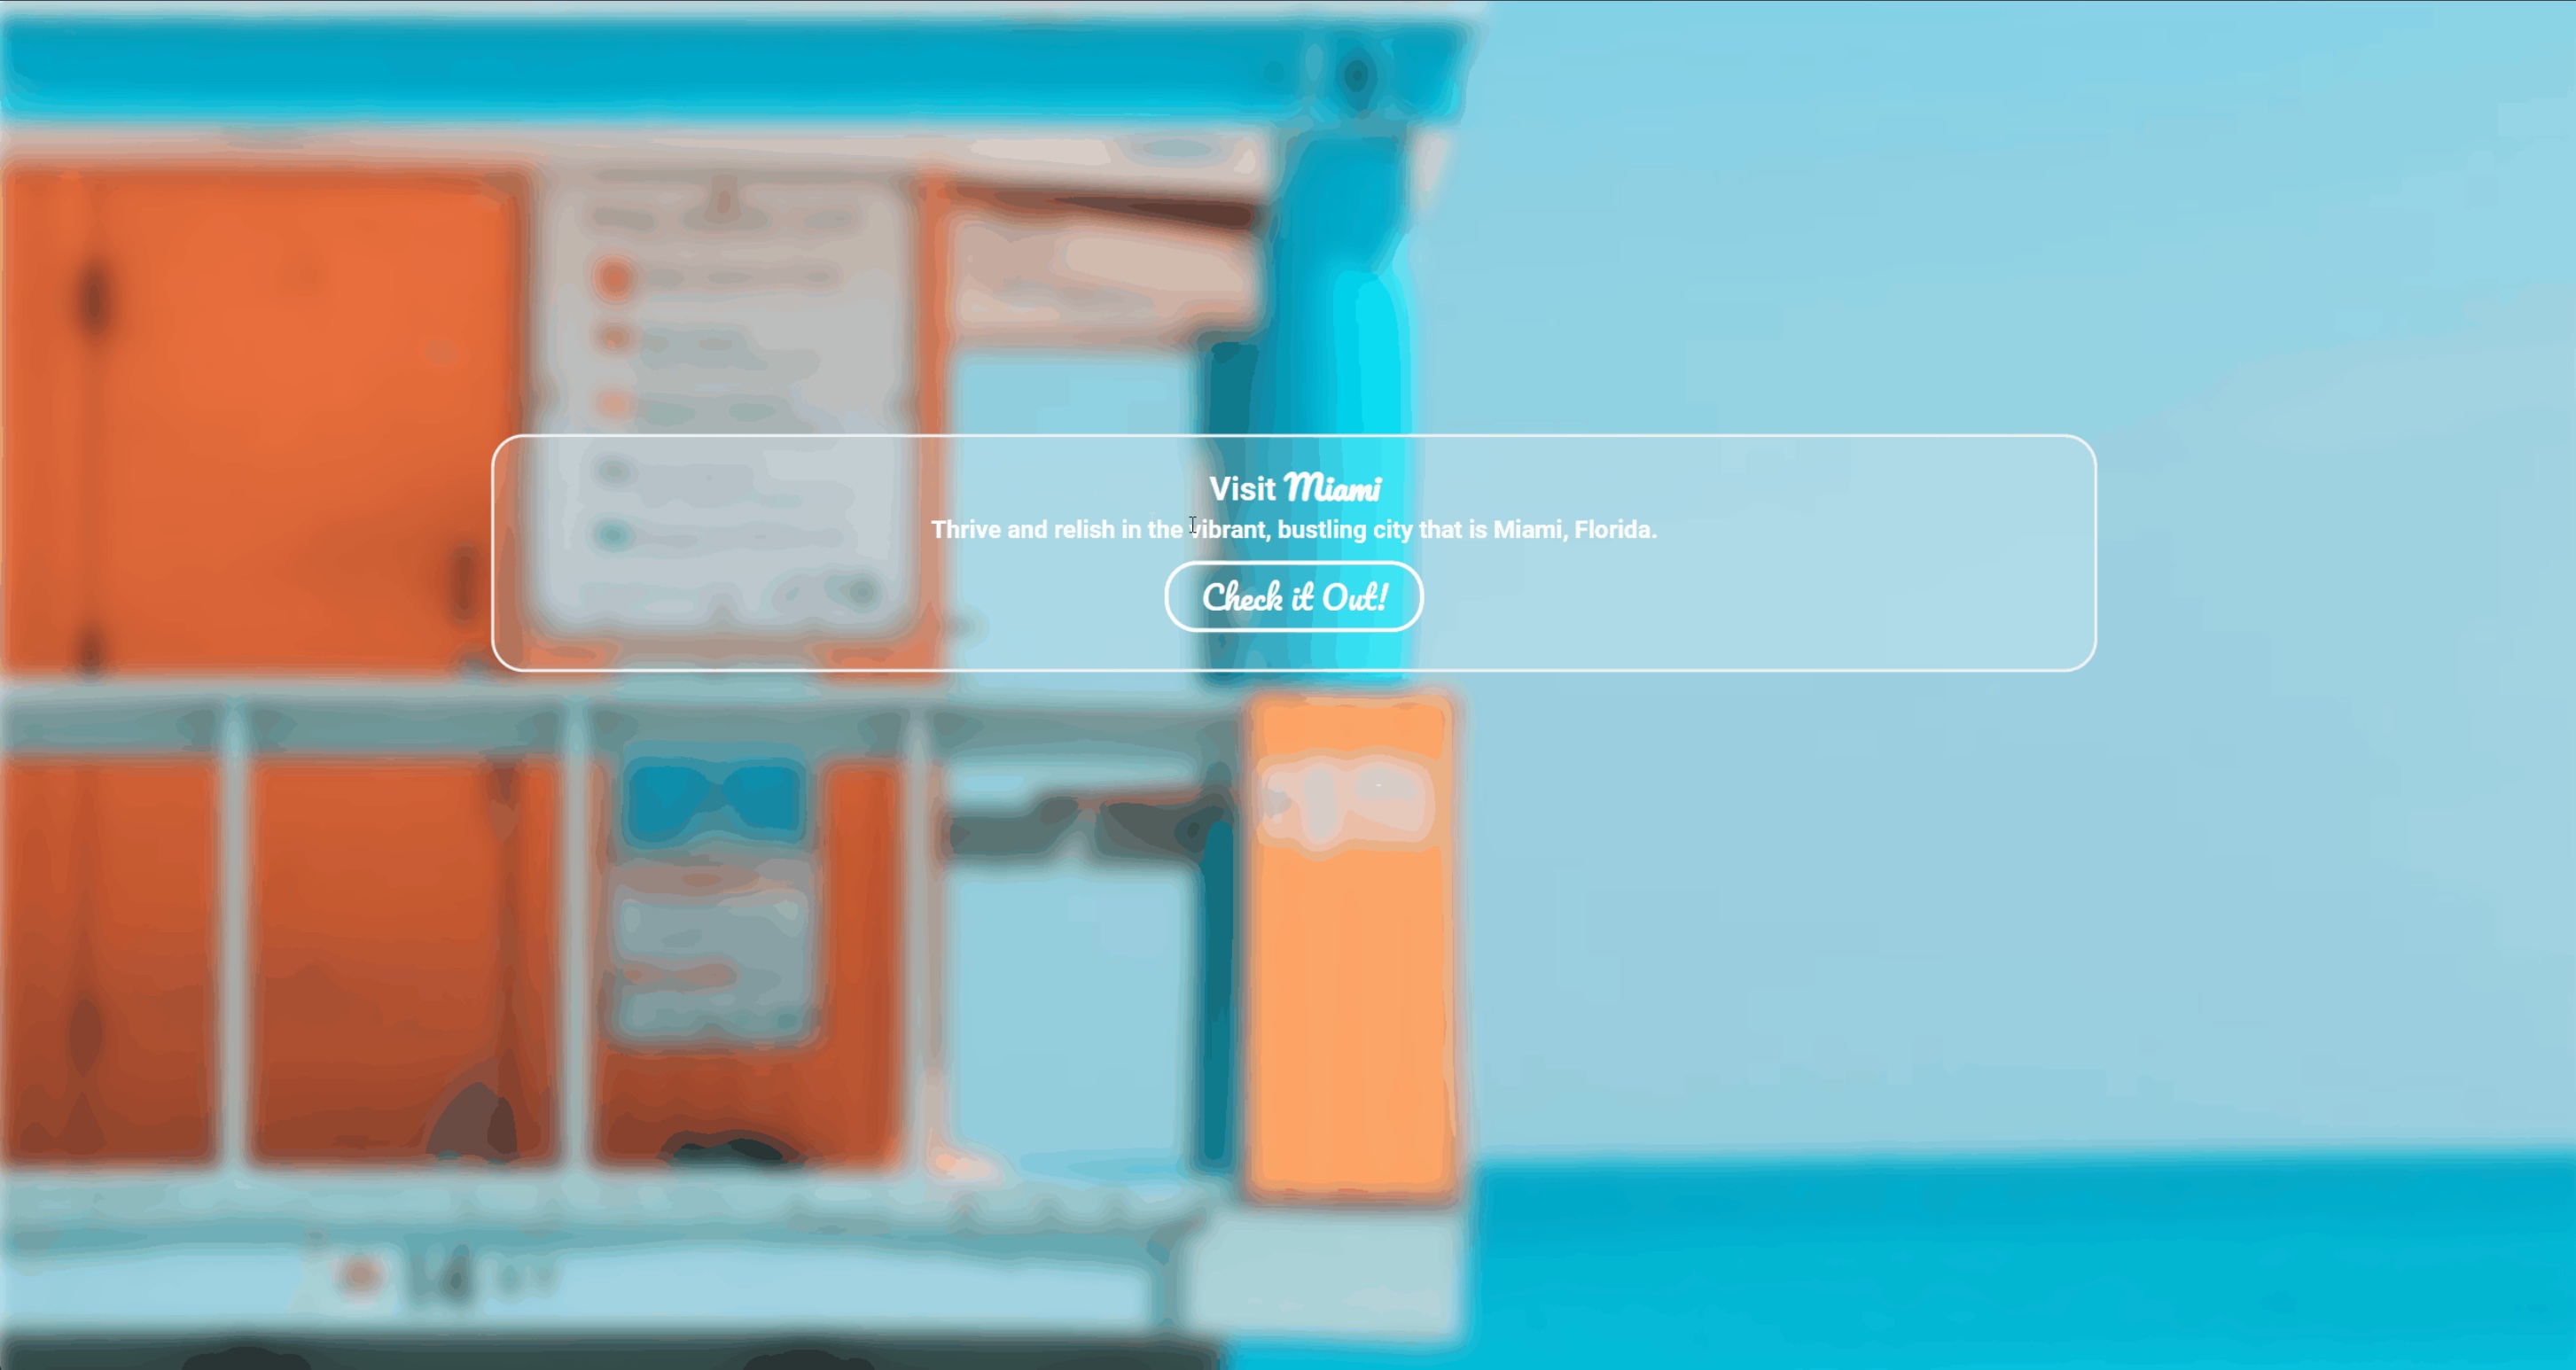 Visit Miami
Thrive and relish in the vibrant, bustling city that is Miami, Florida.
Check it Out!